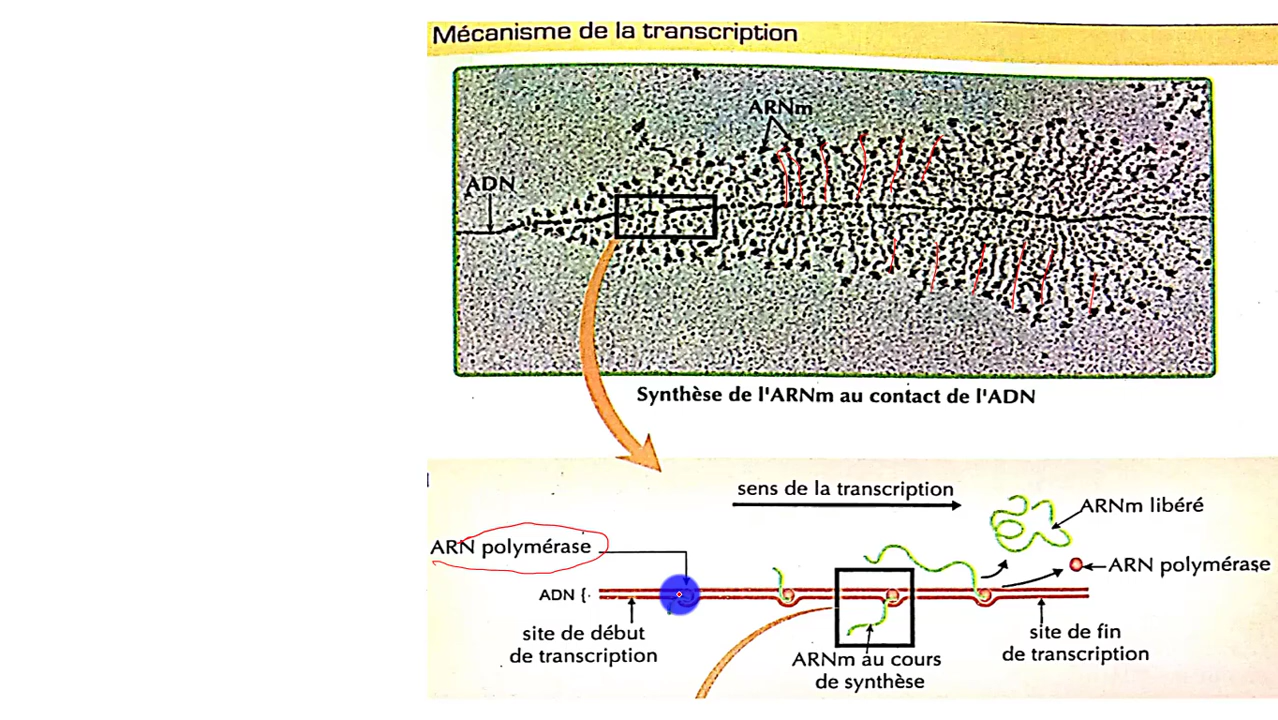 Mécanisme de la transcription
ARNm
ADN
Synthèse de l'ARNm au contact de l'ADN
sens de la transcription
ARNm libéré
ARN polymérase
ARN polymérase
ADN {
site de début
de transcription
ARNm au cours
de synthèse
site de fin
de transcription